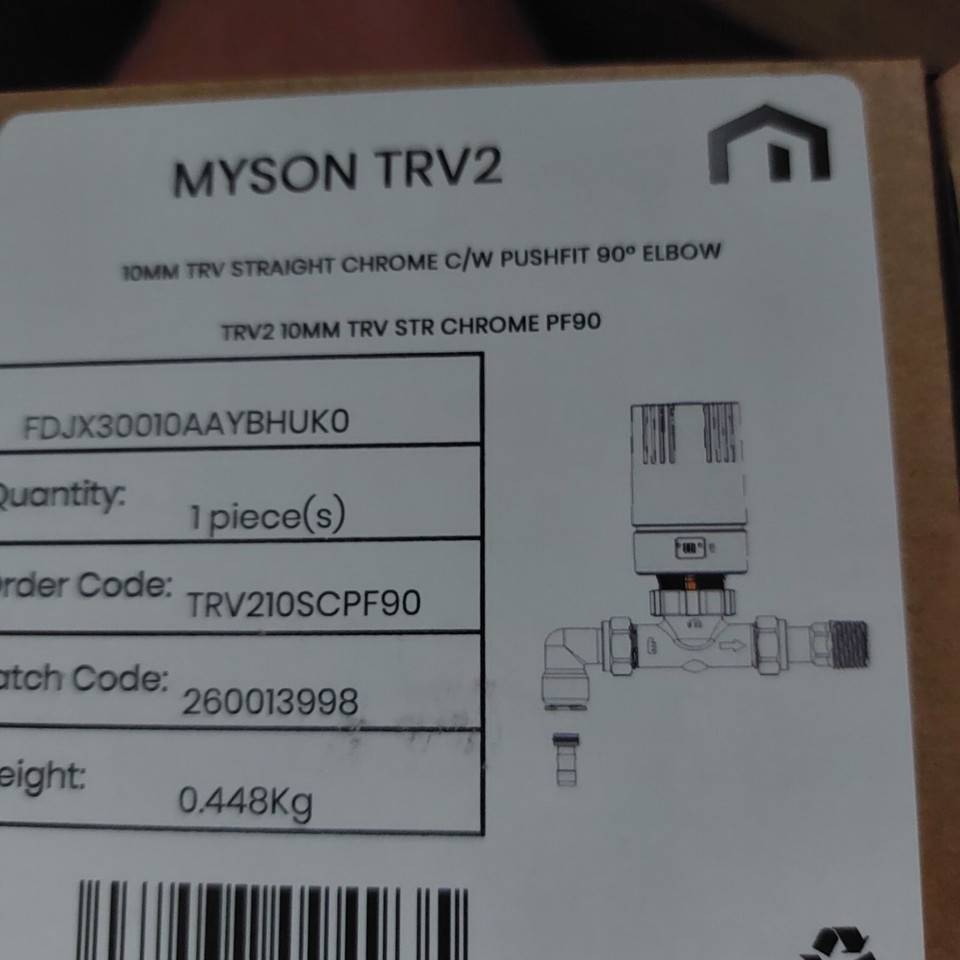 MYSON TRV2
10MM TRV STRAIGHT CHROME C/W PUSHFIT 90º ELBOW
TRV2 10MM TRV STR CHROME PF90
FDJX30010AAYBHUK0
Quantity: 1 piece(s)
rder Code: TRV210SCPF90
atch Code: 260013998
eight: 0.448Kg